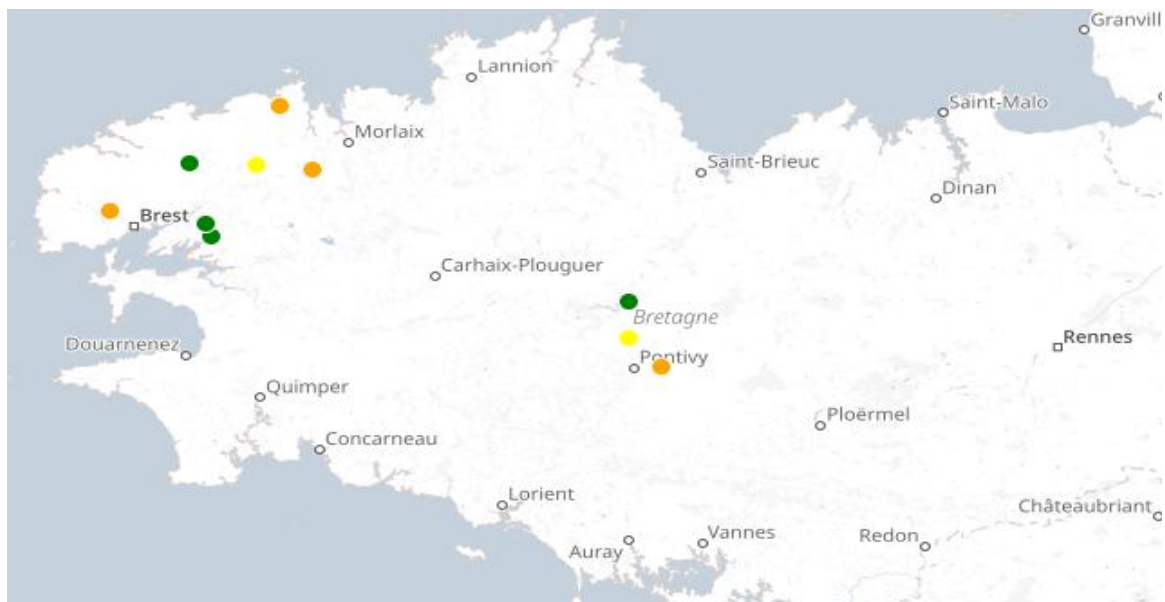 Granvill
Lannion
Saint-Malo
Morlaix
Saint-Brieuc
Dinan
Brest
Carhaix-Plouguer
Bretagne
Rennes
Douarnenez
Pontivy
Quimper
Ploërmel
Concarneau
Lorient
Châteaubriant
Vannes
Redon
Auray